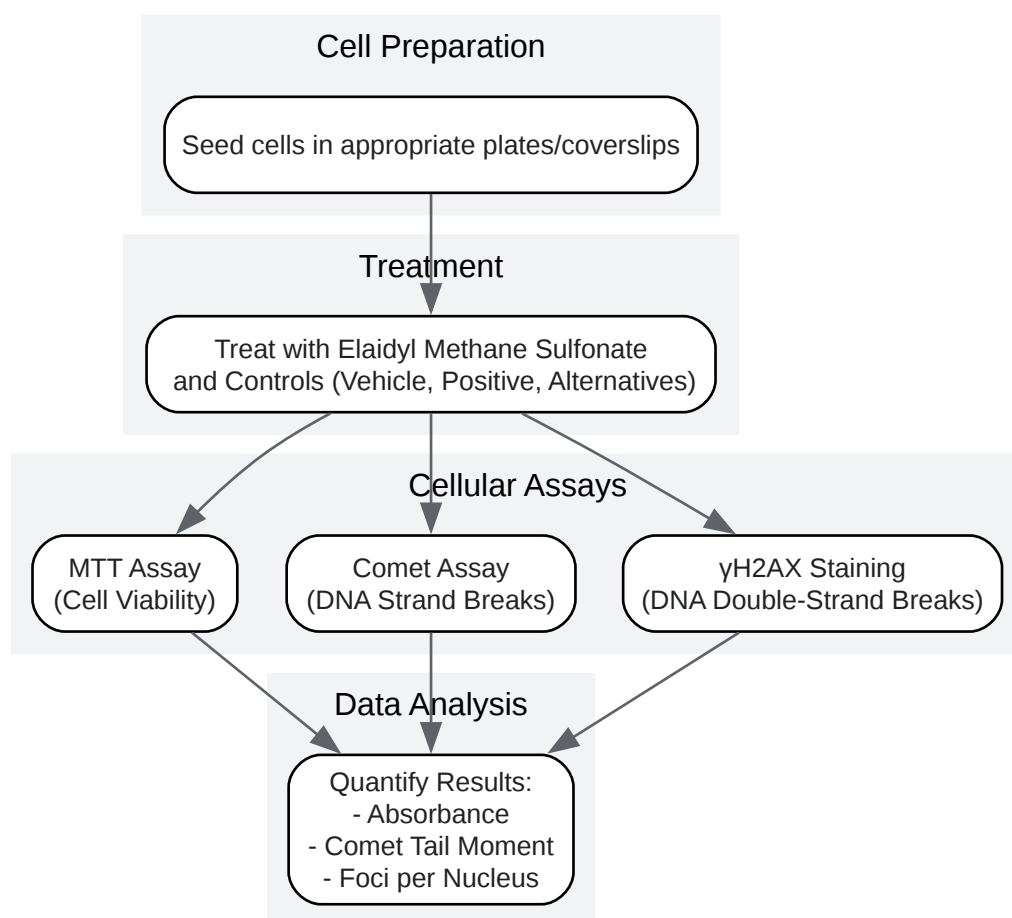 Cell Preparation
Seed cells in appropriate plates/coverslips
Treatment
Treat with Elaidyl Methane Sulfonate
and Controls (Vehicle, Positive, Alternatives)
Cellular Assays
MTT Assay
(Cell Viability)
Comet Assay
(DNA Strand Breaks)
γH2AX Staining
(DNA Double-Strand Breaks)
Data Analysis
Quantify Results:
- Absorbance
- Comet Tail Moment
- Foci per Nucleus